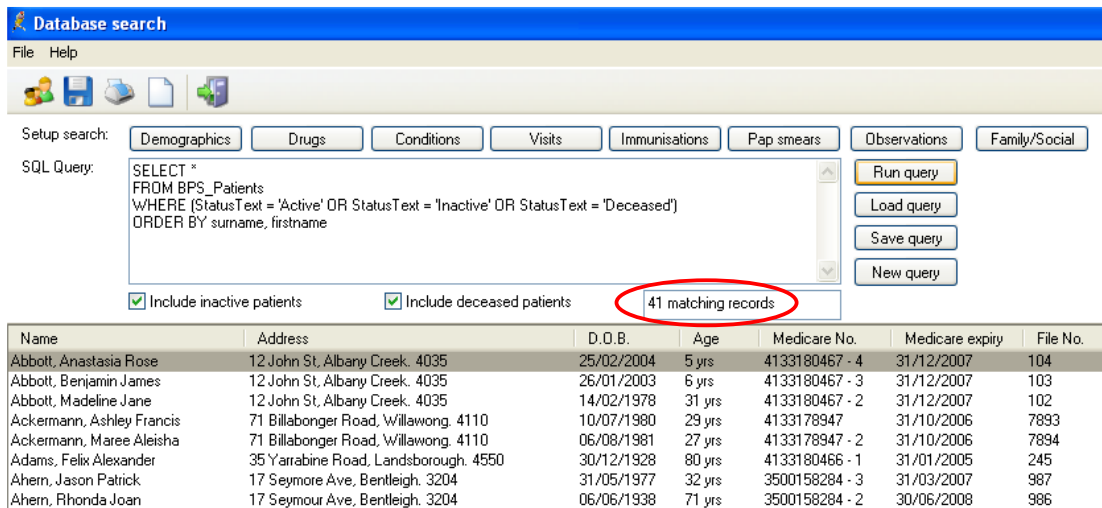 Database search
File Help
Setup search: Demographics Drugs Conditions Visits Immunisations Pap smears Observations Family/Social
SQL Query:
SELECT *
FROM BPS_Patients
WHERE (StatusText = 'Active' OR StatusText = 'Inactive' OR StatusText = 'Deceased')
ORDER BY surname, firstname
Run query
Load query
Save query
New query
Include inactive patients Include deceased patients 41 matching records
Name Address D.O.B. Age Medicare No. Medicare expiry File No.
Abbott, Anastasia Rose 12 John St, Albany Creek. 4035 25/02/2004 5 yrs 4133180467 - 4 31/12/2007 104
Abbott, Benjamin James 12 John St, Albany Creek. 4035 26/01/2003 6 yrs 4133180467 - 3 31/12/2007 103
Abbott, Madeline Jane 12 John St, Albany Creek. 4035 14/02/1978 31 yrs 4133180467 - 2 31/12/2007 102
Ackermann, Ashley Francis 71 Billabonger Road, Willawong. 4110 10/07/1980 29 yrs 4133178947 31/10/2006 7893
Ackermann, Maree Aleisha 71 Billabonger Road, Willawong. 4110 06/08/1981 27 yrs 4133178947 - 2 31/10/2006 7894
Adams, Felix Alexander 35 Yarrabine Road, Landsborough. 4550 30/12/1928 80 yrs 4133180466 - 1 31/01/2005 245
Ahern, Jason Patrick 17 Seymore Ave, Bentleigh. 3204 31/05/1977 32 yrs 3500158284 - 3 31/03/2007 987
Ahern, Rhonda Joan 17 Seymour Ave, Bentleigh. 3204 06/06/1938 71 yrs 3500158284 - 2 30/06/2008 986